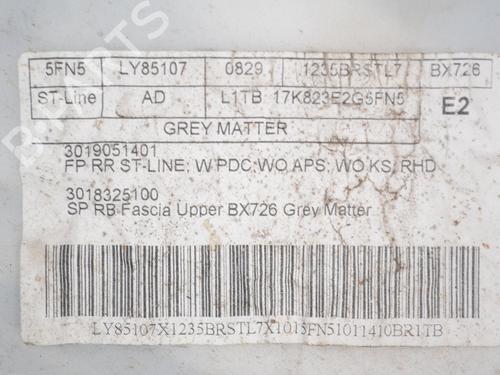 5FN5 LY85107 0829 1235BRSTL7 BX726
ST-Line AD L1TB 17K823E2G5FN5 E2
GREY MATTER
3019051401
FP RR ST-LINE; W PDC;WO APS; WO KS; RHD
3018325100
SP RB Fascia Upper BX726 Grey Matter
LY85107X1235BRSTL7X1015FN51011410BR1TB